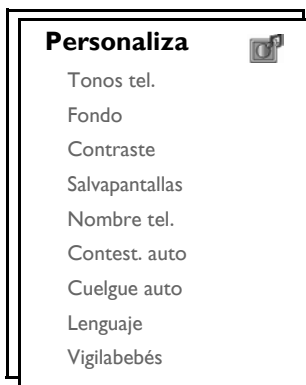 Personaliza
Tonos tel.
Fondo
Contraste
Salvapantallas
Nombre tel.
Contest. auto
Cuelgue auto
Lenguaje
Vigilabebés